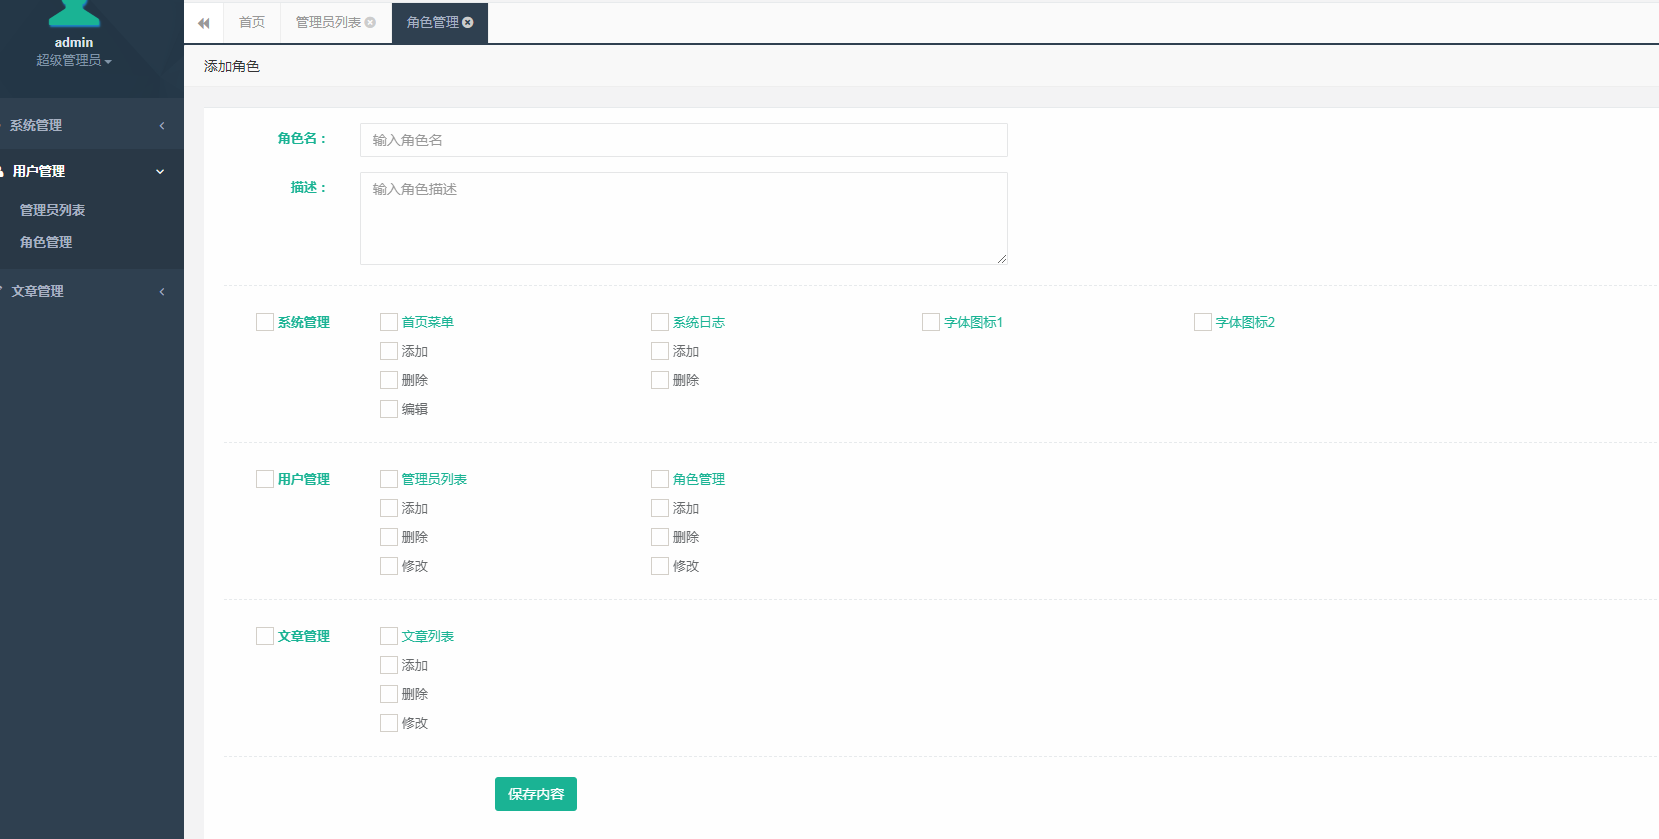 admin
超级管理员
系统管理
用户管理
管理员列表
角色管理
文章管理
首页 管理员列表 角色管理
添加角色
角色名： 输入角色名
描述： 输入角色描述
系统管理 首页菜单 系统日志 字体图标1 字体图标2
添加 添加
删除 删除
编辑
用户管理 管理员列表 角色管理
添加 添加
删除 删除
修改 修改
文章管理 文章列表
添加
删除
修改
保存内容